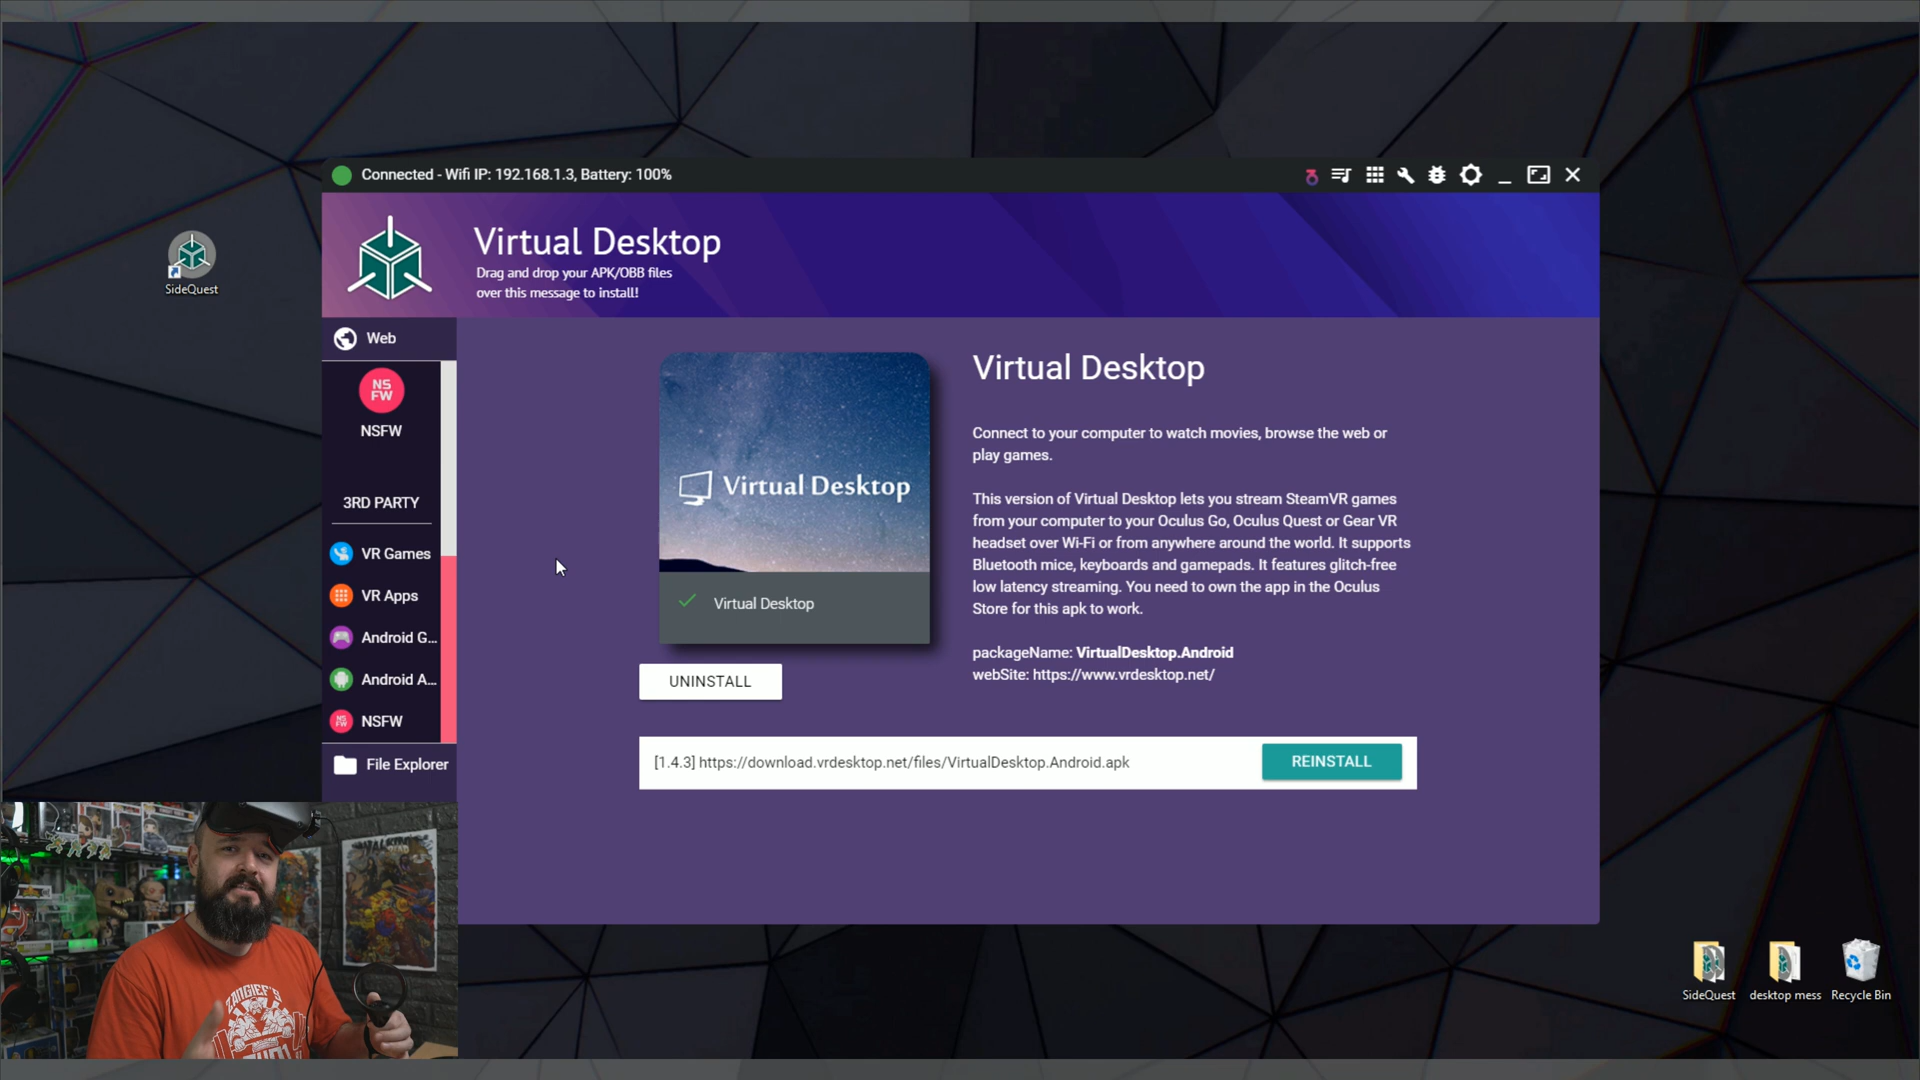 Connected - Wifi IP: 192.168.1.3, Battery: 100%
Virtual Desktop
Drag and drop your APK/OBB files
over this message to install!
SideQuest
Web
NS
FW
NSFW
3RD PARTY
VR Games
VR Apps
Android G...
Android A...
NSFW
File Explorer
Virtual Desktop
Virtual Desktop
UNINSTALL
Virtual Desktop
Connect to your computer to watch movies, browse the web or
play games.
This version of Virtual Desktop lets you stream SteamVR games
from your computer to your Oculus Go, Oculus Quest or Gear VR
headset over Wi-Fi or from anywhere around the world. It supports
Bluetooth mice, keyboards and gamepads. It features glitch-free
low latency streaming. You need to own the app in the Oculus
Store for this apk to work.
packageName: VirtualDesktop.Android
webSite: https://www.vrdesktop.net/
[1.4.3] https://download.vrdesktop.net/files/VirtualDesktop.Android.apk
REINSTALL
ZANGIEF'S
SideQuest
desktop mess
Recycle Bin